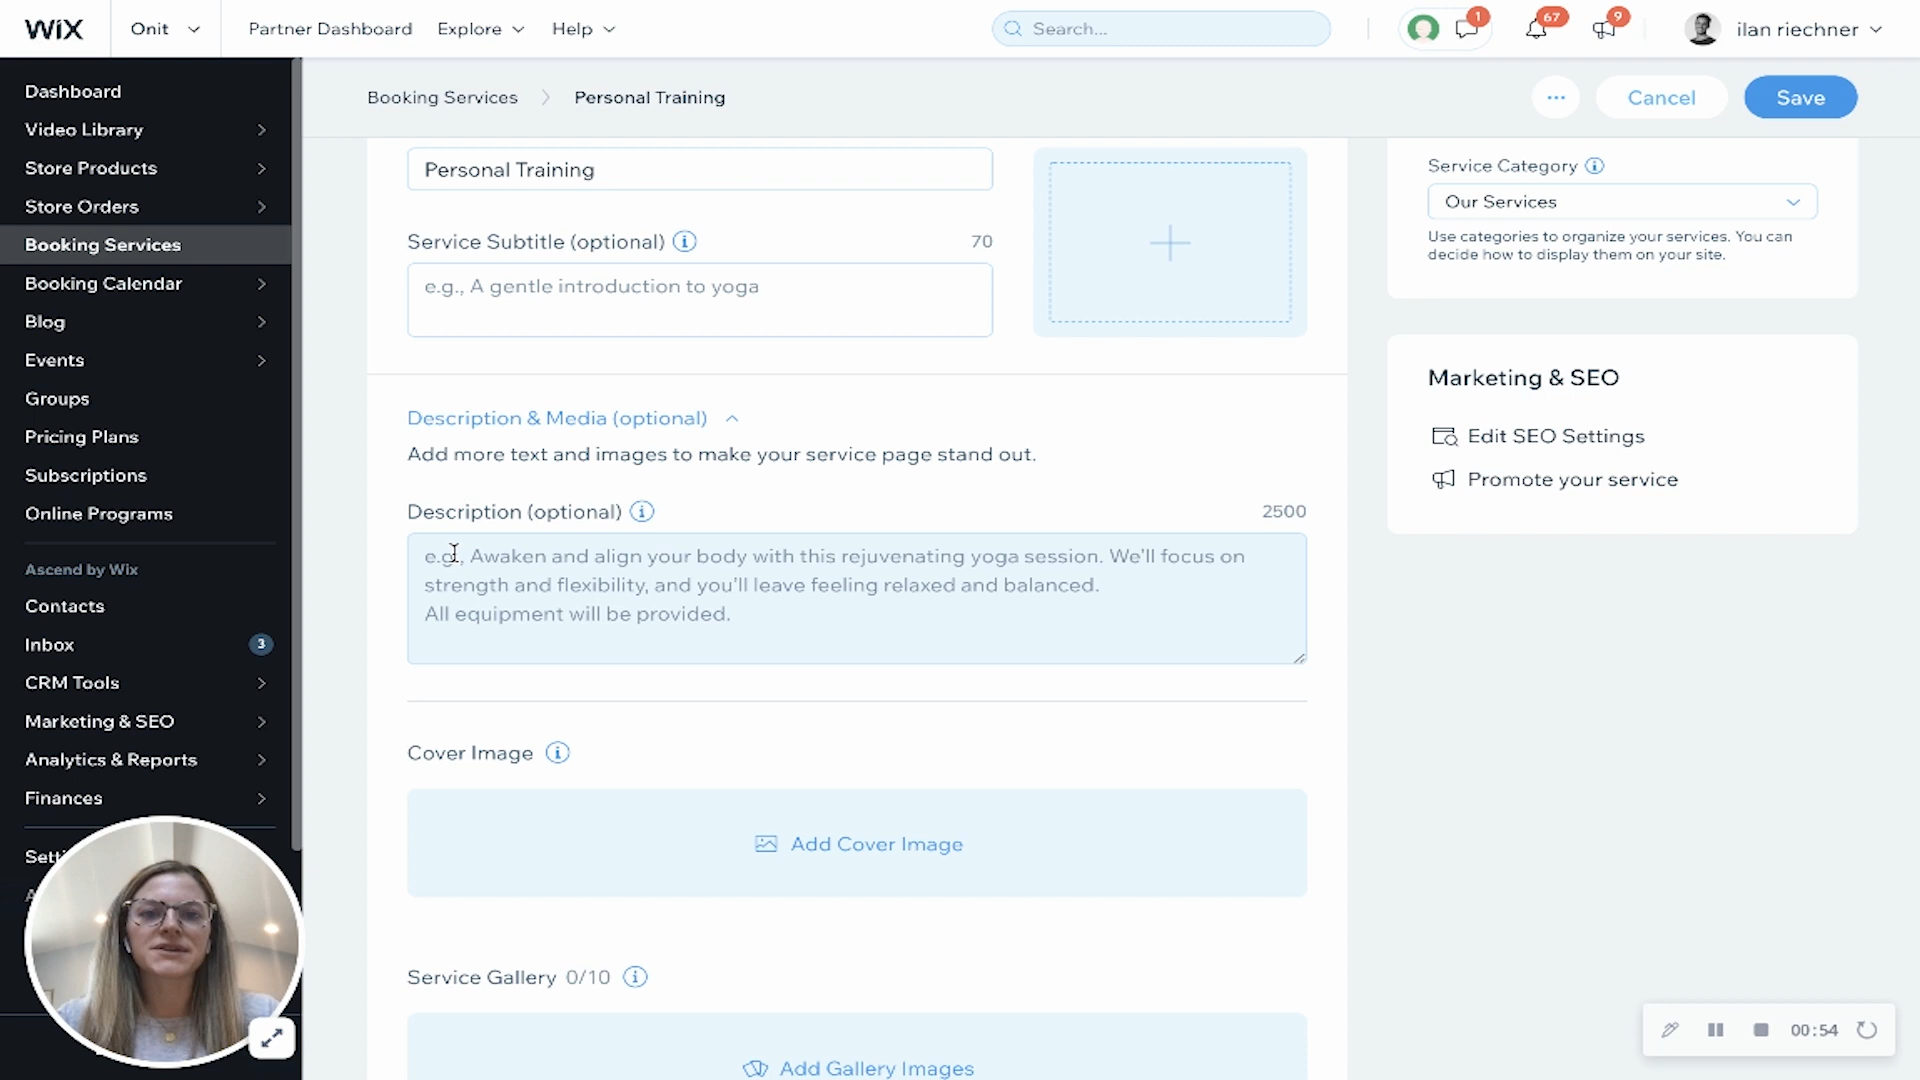 WIX
Onit
Partner Dashboard
Explore
Help
Search...
1
67
9
ilan riechner
Dashboard
Video Library
Store Products
Store Orders
Booking Services
Booking Calendar
Blog
Events
Groups
Pricing Plans
Subscriptions
Online Programs
Ascend by Wix
Contacts
Inbox
3
CRM Tools
Marketing & SEO
Analytics & Reports
Finances
Booking Services
Personal Training
Cancel
Save
Personal Training
Service Subtitle (optional)
70
e.g., A gentle introduction to yoga
Description & Media (optional)
Add more text and images to make your service page stand out.
Description (optional)
2500
e.g., Awaken and align your body with this rejuvenating yoga session. We'll focus on
strength and flexibility, and you'll leave feeling relaxed and balanced.
All equipment will be provided.
Cover Image
Add Cover Image
Service Gallery 0/10
Add Gallery Images
Service Category
Our Services
Use categories to organize your services. You can
decide how to display them on your site.
Marketing & SEO
Edit SEO Settings
Promote your service
00:54